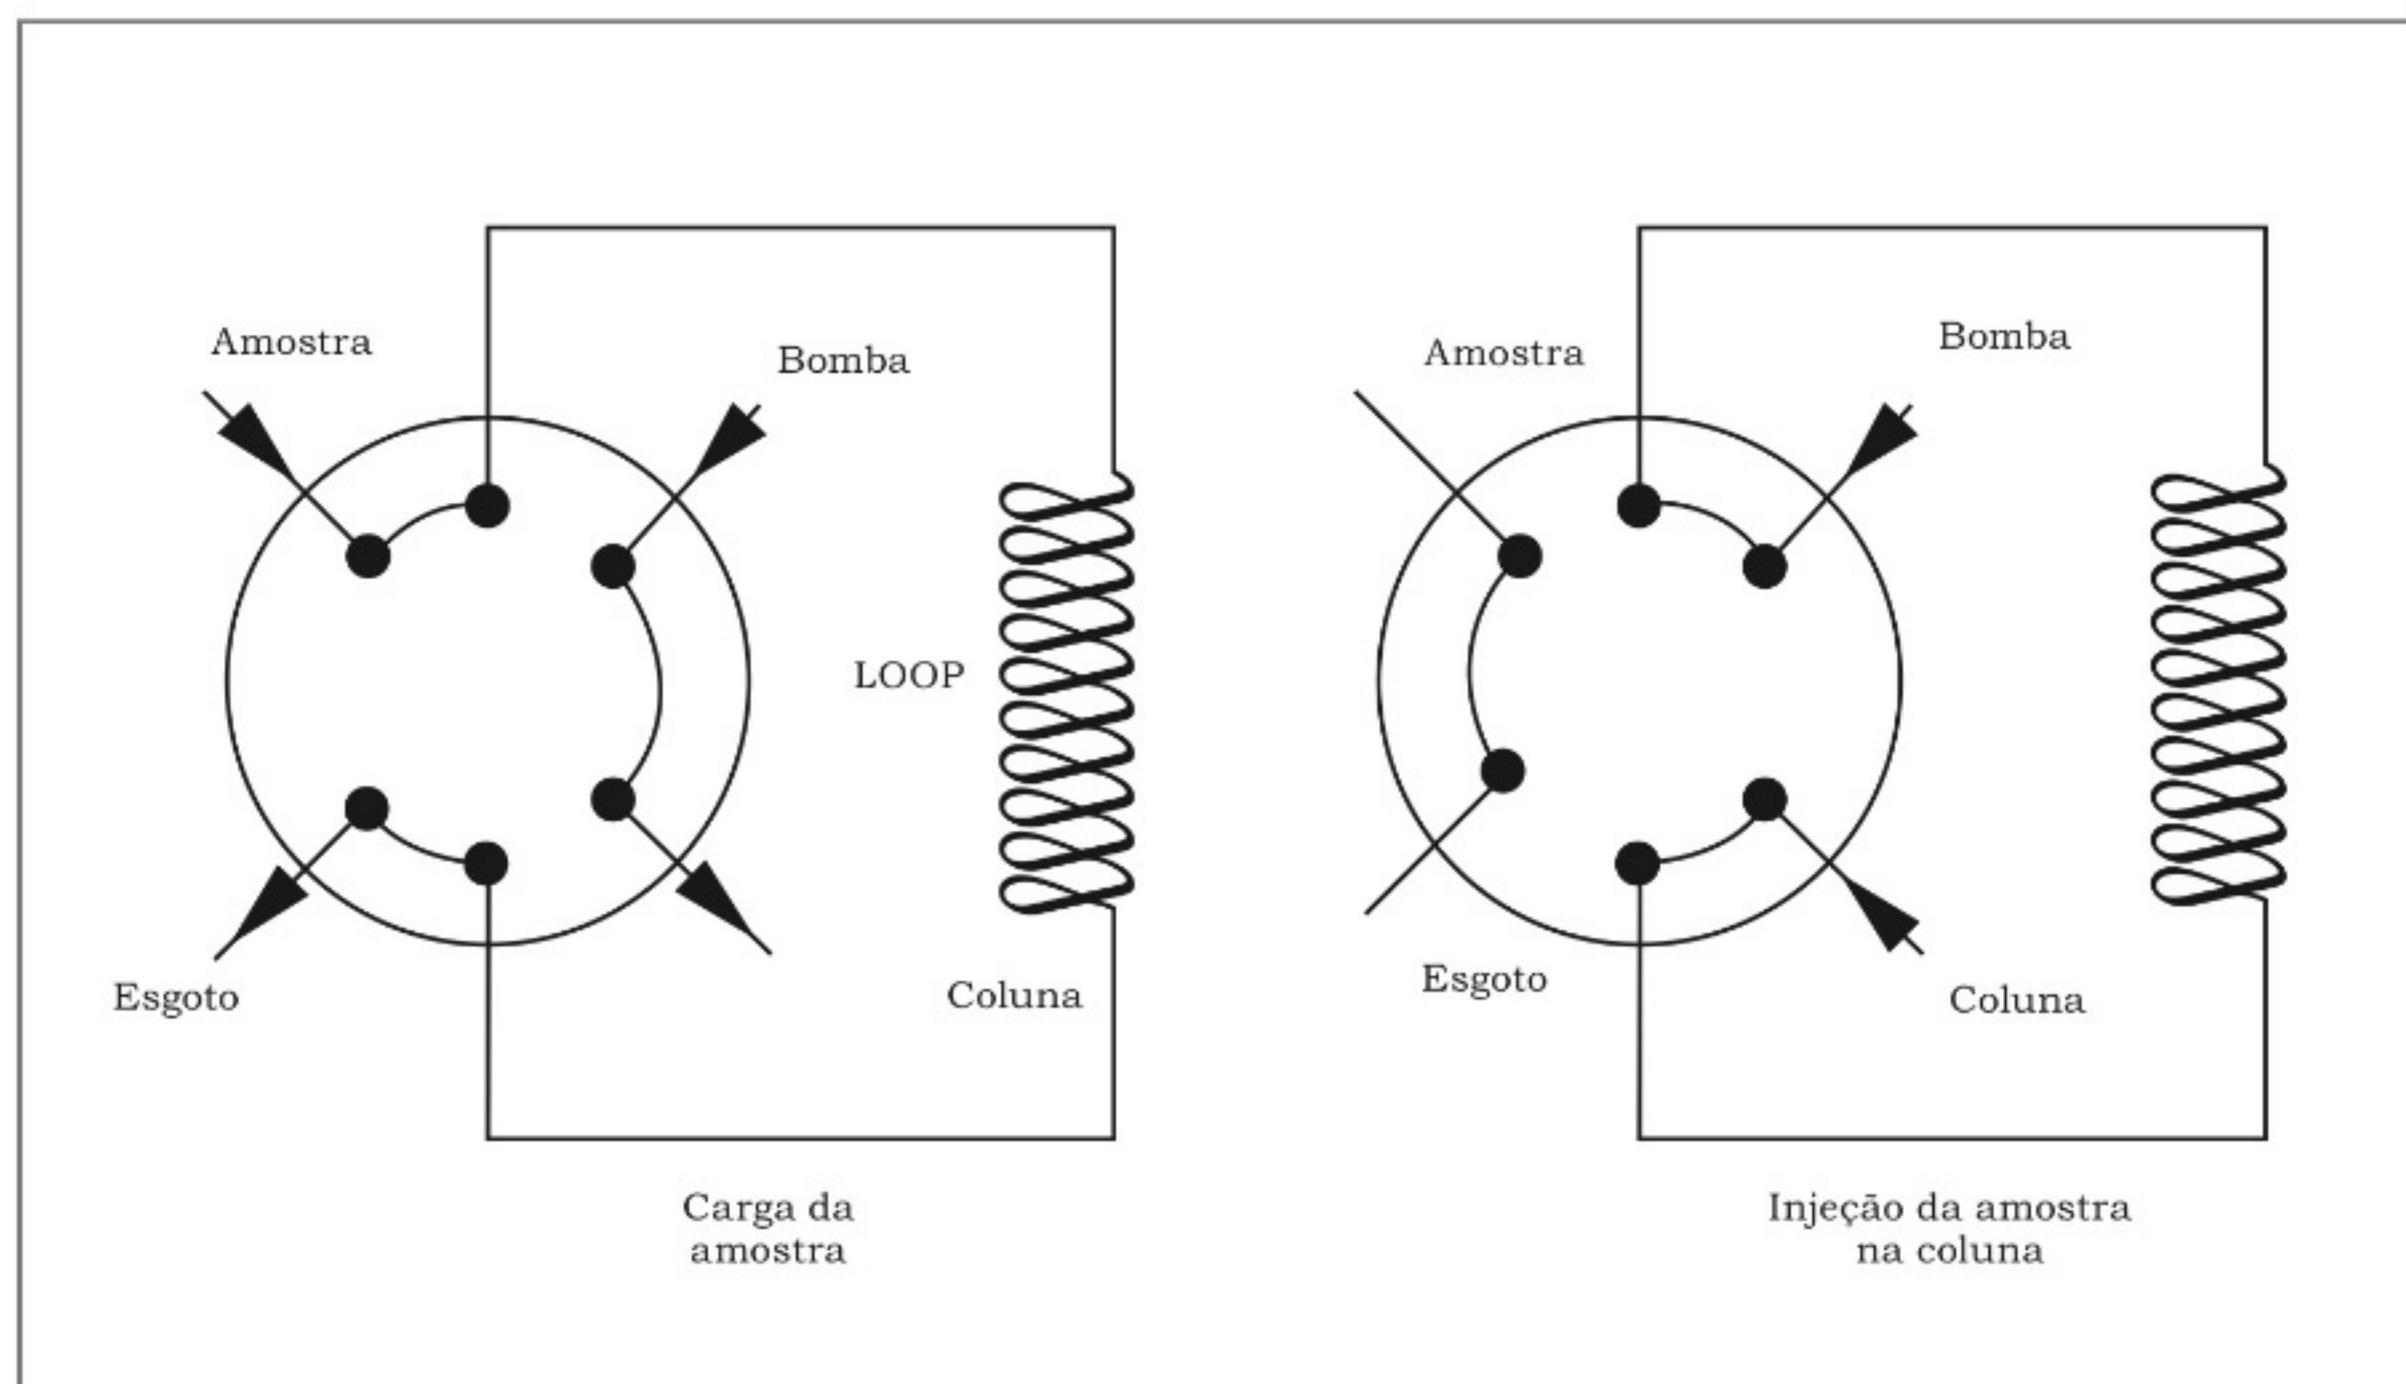 Amostra
Bomba
LOOP
Esgoto
Coluna
Carga da
amostra
Amostra
Bomba
Esgoto
Coluna
Injeção da amostra
na coluna